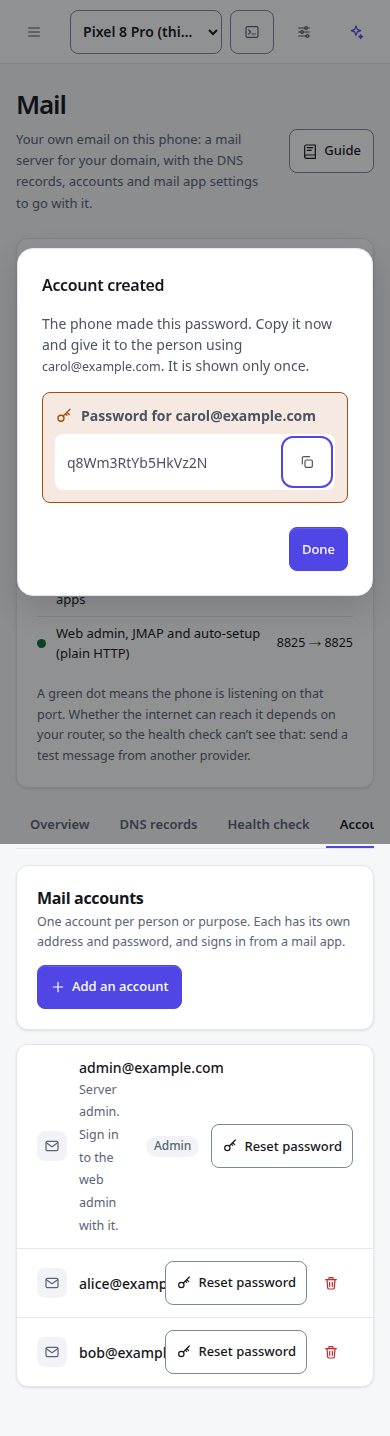 Pixel 8 Pro (thi...
Mail
Your own email on this phone: a mail
server for your domain, with the DNS
records, accounts and mail app settings
to go with it.
Guide
Account created
The phone made this password. Copy it now
and give it to the person using
carol@example.com. It is shown only once.
Password for carol@example.com
q8Wm3RtYb5HkVz2N
Done
apps
Web admin, JMAP and auto-setup
(plain HTTP)
8825 → 8825
A green dot means the phone is listening on that
port. Whether the internet can reach it depends on
your router, so the health check can't see that: send a
test message from another provider.
Overview
DNS records
Health check
Accou
Mail accounts
One account per person or purpose. Each has its own
address and password, and signs in from a mail app.
Add an account
admin@example.com
Server
admin.
Sign in
to the
web
admin
with it.
Admin
Reset password
alice@examp
Reset password
bob@exampl
Reset password